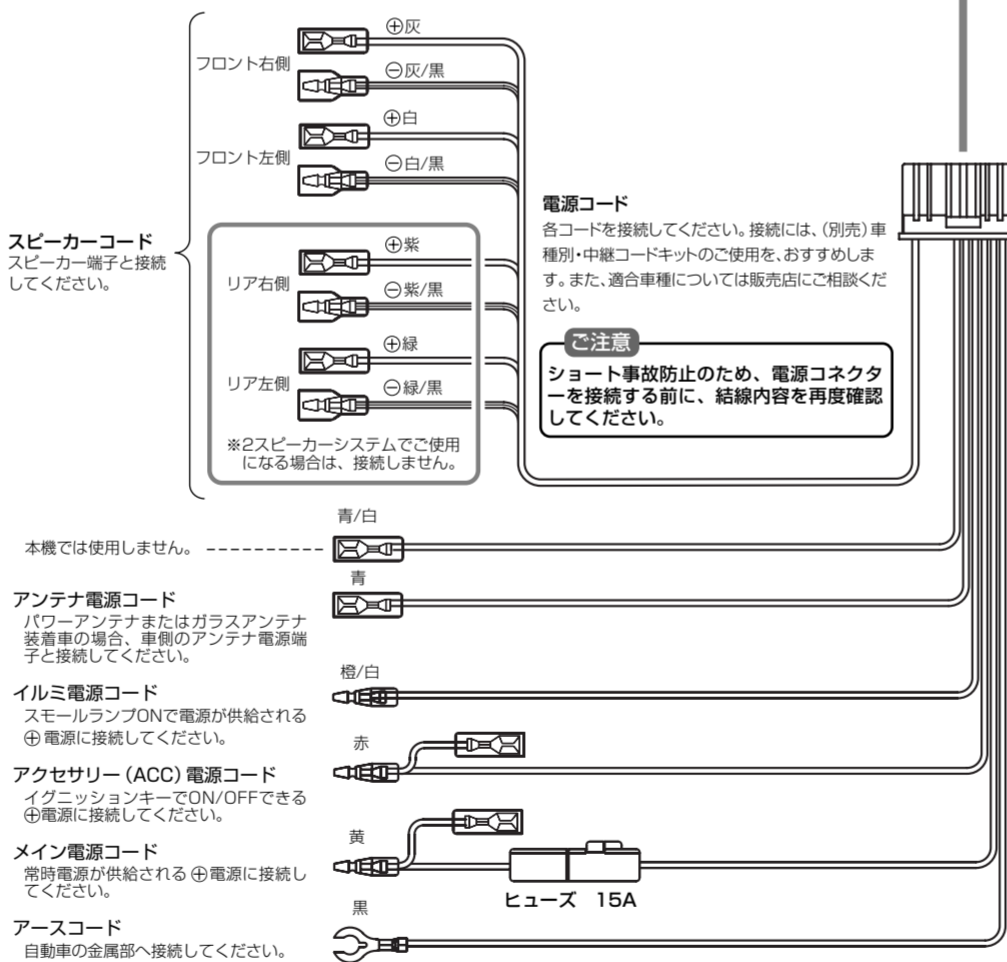 スピーカーコード
スピーカー端子と接続
してください。
フロント右側
⊕灰
⊖灰/黒
フロント左側
⊕白
⊖白/黒
リア右側
⊕紫
⊖紫/黒
リア左側
⊕緑
⊖緑/黒
※2スピーカーシステムでご使用
になる場合は、接続しません。
電源コード
各コードを接続してください。接続には、(別売)車
種別・中継コードキットのご使用を、おすすめしま
す。また、適合車種については販売店にご相談くだ
さい。
ご注意
ショート事故防止のため、電源コネクタ
ーを接続する前に、結線内容を再度確認
してください。
青/白
本機では使用しません。
青
アンテナ電源コード
パワーアンテナまたはガラスアンテナ
装着車の場合、車側のアンテナ電源端
子と接続してください。
橙/白
イルミ電源コード
スモールランプONで電源が供給される
⊕電源に接続してください。
赤
アクセサリー(ACC)電源コード
イグニッションキーでON/OFFできる
⊕電源に接続してください。
黄
メイン電源コード
常時電源が供給される⊕電源に接続し
てください。
ヒューズ 15A
黒
アースコード
自動車の金属部へ接続してください。